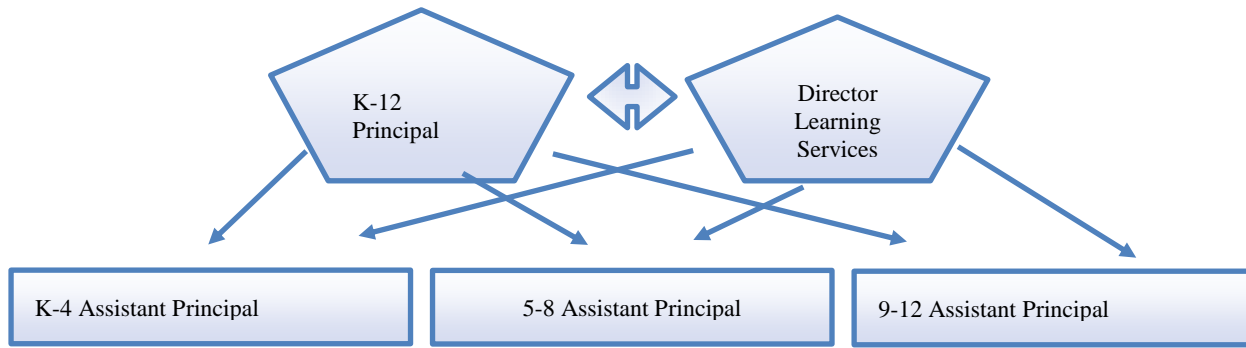 K-12
Principal
Director
Learning
Services
K-4 Assistant Principal
5-8 Assistant Principal
9-12 Assistant Principal